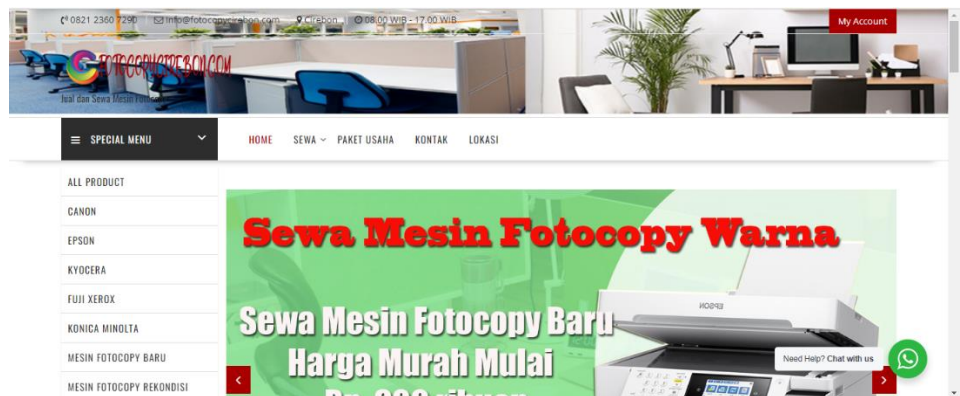 0821 2360 7290 info@fotocopycirebon.com Cirebon 08.00 WIB - 17.00 WIB
My Account
FOTOCOPYCIREBON.COM
Jual dan Sewa Mesin
SPECIAL MENU
HOME SEWA PAKET USAHA KONTAK LOKASI
ALL PRODUCT
CANON
EPSON
KYOCERA
FUJI XEROX
KONICA MINOLTA
MESIN FOTOCOPY BARU
MESIN FOTOCOPY REKONDISI
Sewa Mesin Fotocopy Warna
Sewa Mesin Fotocopy Baru
Harga Murah Mulai
EPSON
Need Help? Chat with us